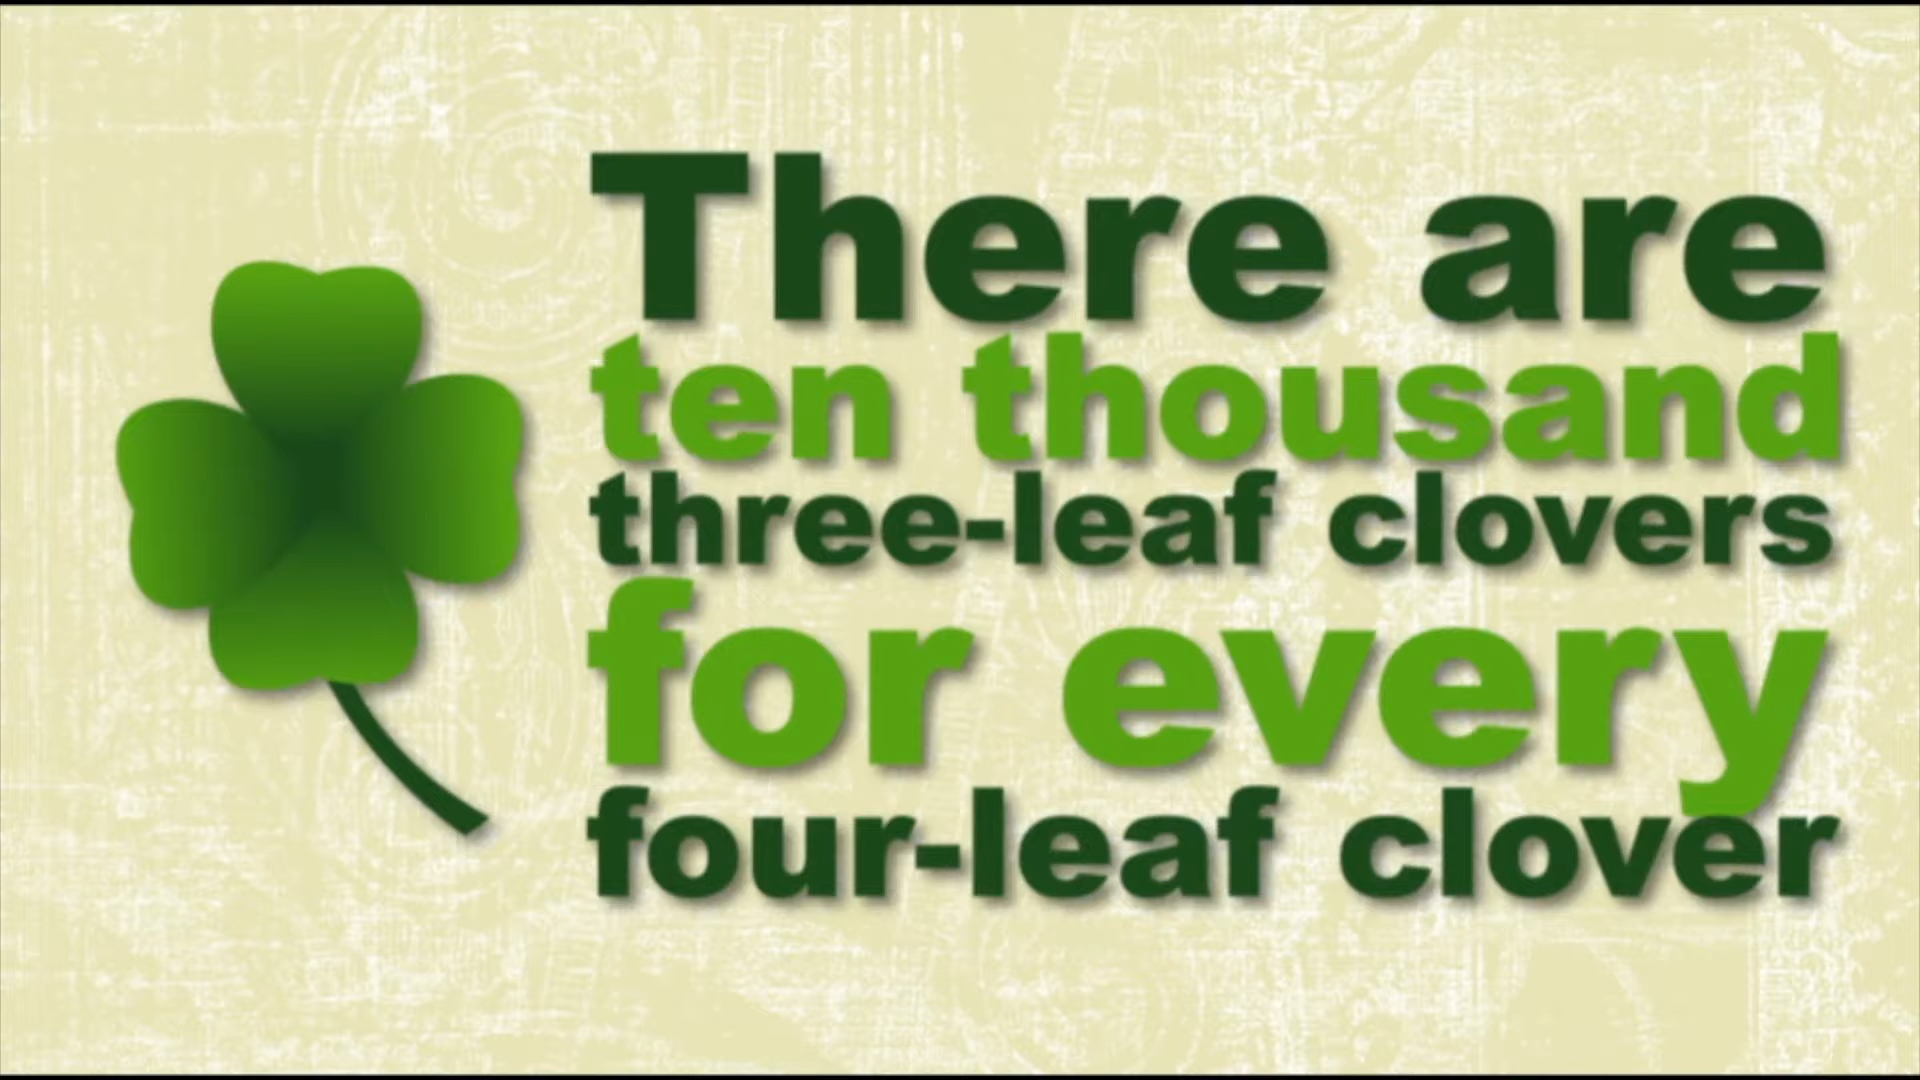 There are
ten thousand
three-leaf clovers
for every
four-leaf clover